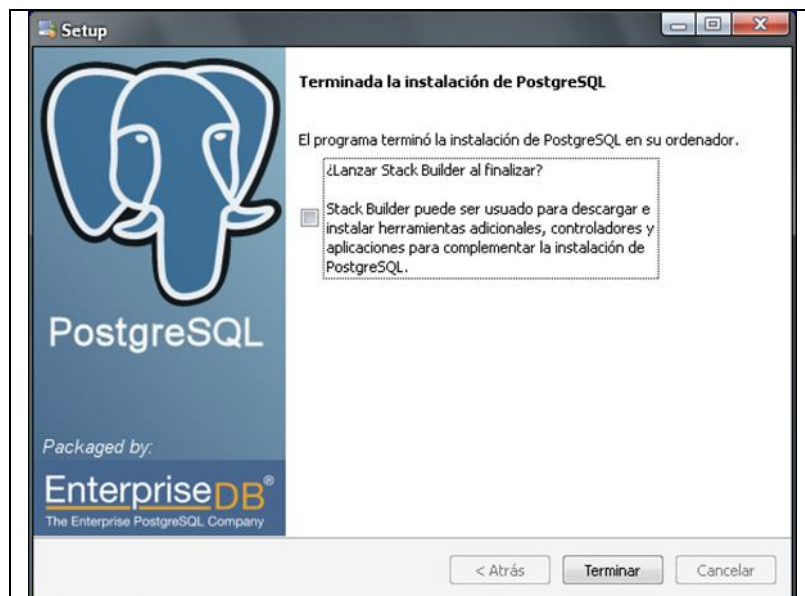 Setup
Terminada la instalación de PostgreSQL
El programa terminó la instalación de PostgreSQL en su ordenador.
¿Lanzar Stack Builder al finalizar?
Stack Builder puede ser usado para descargar e
instalar herramientas adicionales, controladores y
aplicaciones para complementar la instalación de
PostgreSQL.
PostgreSQL
Packaged by:
EnterpriseDB®
The Enterprise PostgreSQL Company
< Atrás
Terminar
Cancelar